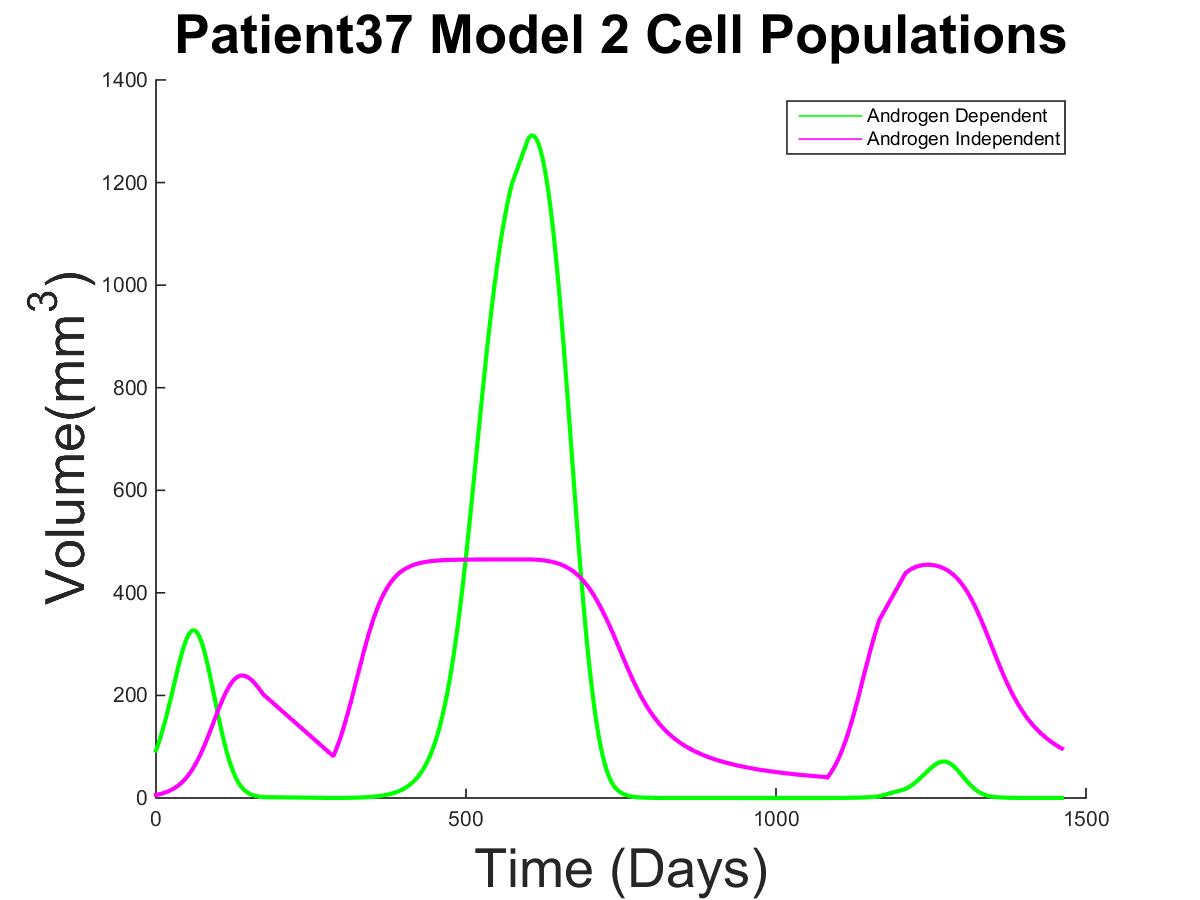 Patient37 Model 2 Cell Populations
Androgen Dependent
Androgen Independent
Volume(mm³)
1400
1200
1000
800
600
400
200
0
0 500 1000 1500
Time (Days)